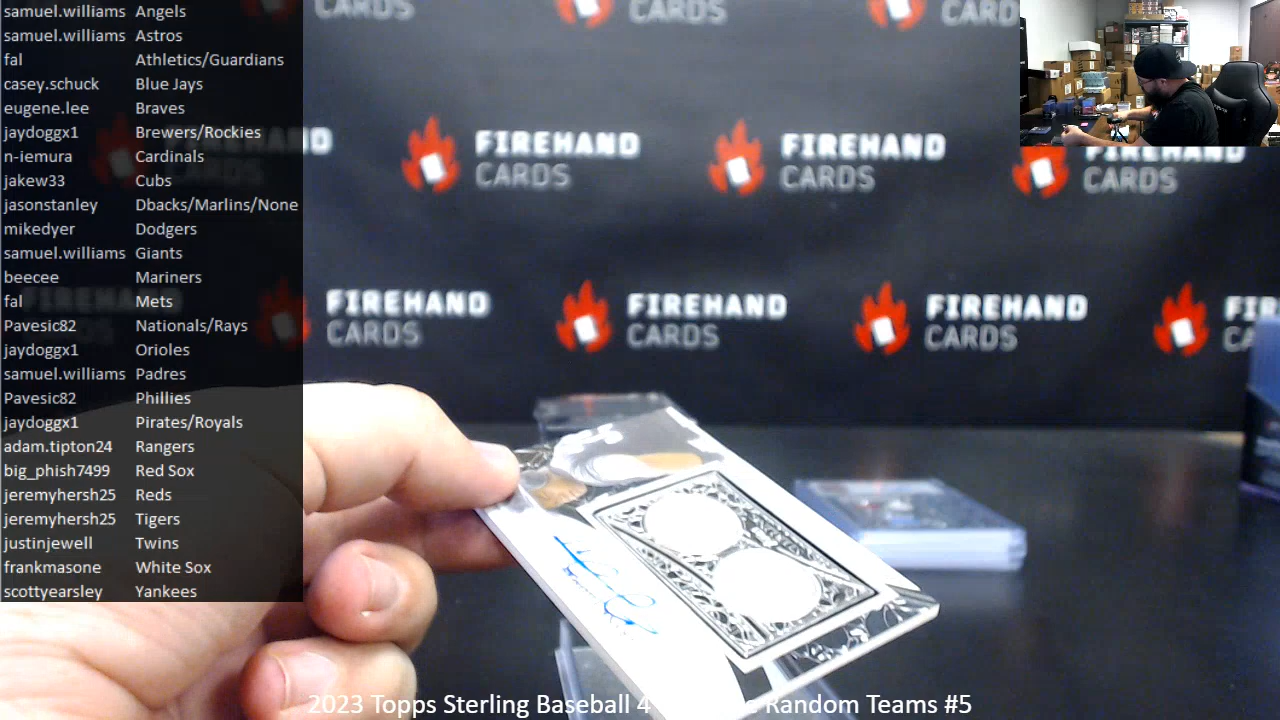 samuel.williams Angels
samuel.williams Astros
fal Athletics/Guardians
casey.schuck Blue Jays
eugene.lee Braves
jaydoggx1 Brewers/Rockies
n-iemura Cardinals
jakew33 Cubs
jasonstanley Dbacks/Marlins/None
mikedyer Dodgers
samuel.williams Giants
beecee Mariners
fal Mets
Pavesic82 Nationals/Rays
jaydoggx1 Orioles
samuel.williams Padres
Pavesic82 Phillies
jaydoggx1 Pirates/Royals
adam.tipton24 Rangers
big_phish7499 Red Sox
jeremyhersh25 Reds
jeremyhersh25 Tigers
justinjewell Twins
frankmasone White Sox
scottyearsley Yankees
CARDS CARDS CARD
FIREHAND CARDS
FIREHAND CARDS
FIREHAND CARDS
FIREHAND CARDS
FIREHAND CARDS
FIREHAND CARDS
2023 Topps Sterling Baseball 4 Random Teams #5